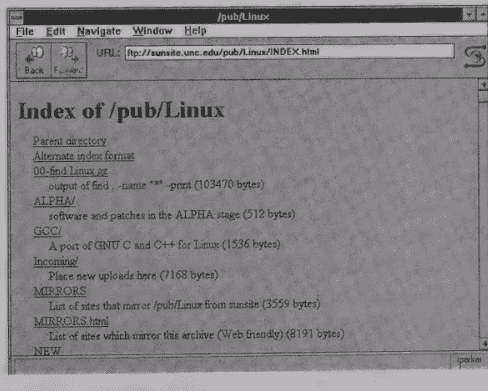 /pub/Linux
File Edit Navigate Window Help
Back Forward URL: ftp://sunsite.unc.edu/pub/Linux/INDEX.html
Index of /pub/Linux
Parent directory
Alternate index format
00-find.Linux.gz
output of find . -name "*" -print (103470 bytes)
ALPHA/
software and patches in the ALPHA stage (512 bytes)
GCC/
A port of GNU C and C++ for Linux (1536 bytes)
Incoming/
Place new uploads here (7168 bytes)
MIRRORS
List of sites that mirror /pub/Linux from sunsite (3559 bytes)
MIRRORS.html
List of sites which mirror this archive (Web friendly) (8191 bytes)
NEW
tparker